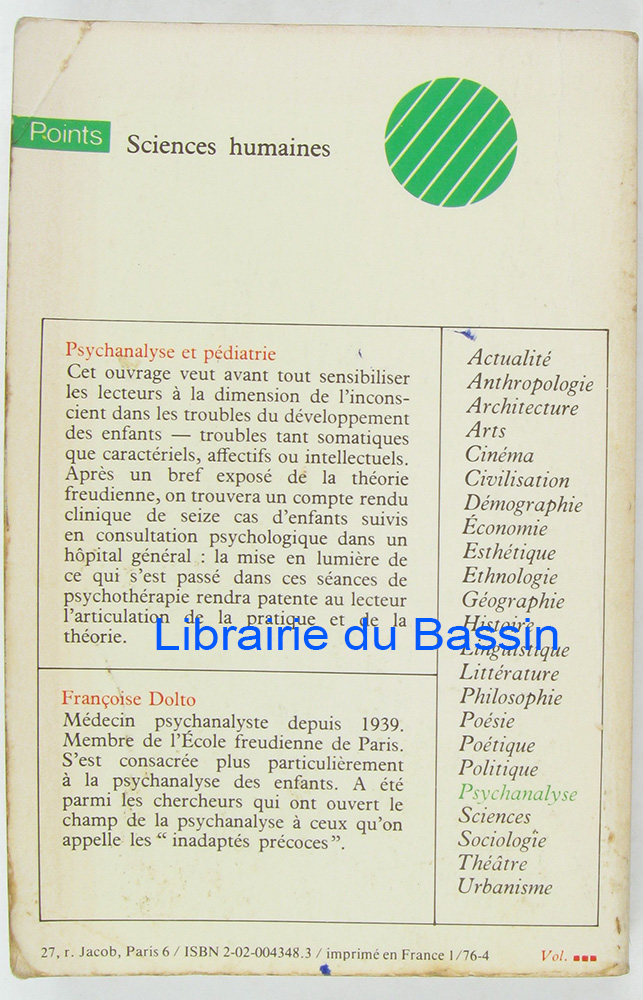 Points
Sciences humaines
Psychanalyse et pédiatrie
Cet ouvrage veut avant tout sensibiliser
les lecteurs à la dimension de l'incons-
cient dans les troubles du développement
des enfants — troubles tant somatiques
que caractériels, affectifs ou intellectuels.
Après un bref exposé de la théorie
freudienne, on trouvera un compte rendu
clinique de seize cas d'enfants suivis
en consultation psychologique dans un
hôpital général : la mise en lumière de
ce qui s'est passé dans ces séances de
psychothérapie rendra patente au lecteur
l'articulation de la pratique et de la
théorie.
Librairie du Bassin
Françoise Dolto
Médecin psychanalyste depuis 1939.
Membre de l'École freudienne de Paris.
S'est consacrée plus particulièrement
à la psychanalyse des enfants. A été
parmi les chercheurs qui ont ouvert le
champ de la psychanalyse à ceux qu'on
appelle les “ inadaptés précoces”.
Actualité
Anthropologie
Architecture
Arts
Cinéma
Civilisation
Démographie
Économie
Esthétique
Ethnologie
Géographie
Histoire
Linguistique
Littérature
Philosophie
Poésie
Poétique
Politique
Psychanalyse
Sciences
Sociologie
Théâtre
Urbanisme
27, r. Jacob, Paris 6 / ISBN 2-02-004348.3 / imprimé en France 1/76-4
Vol. ▪▪▪